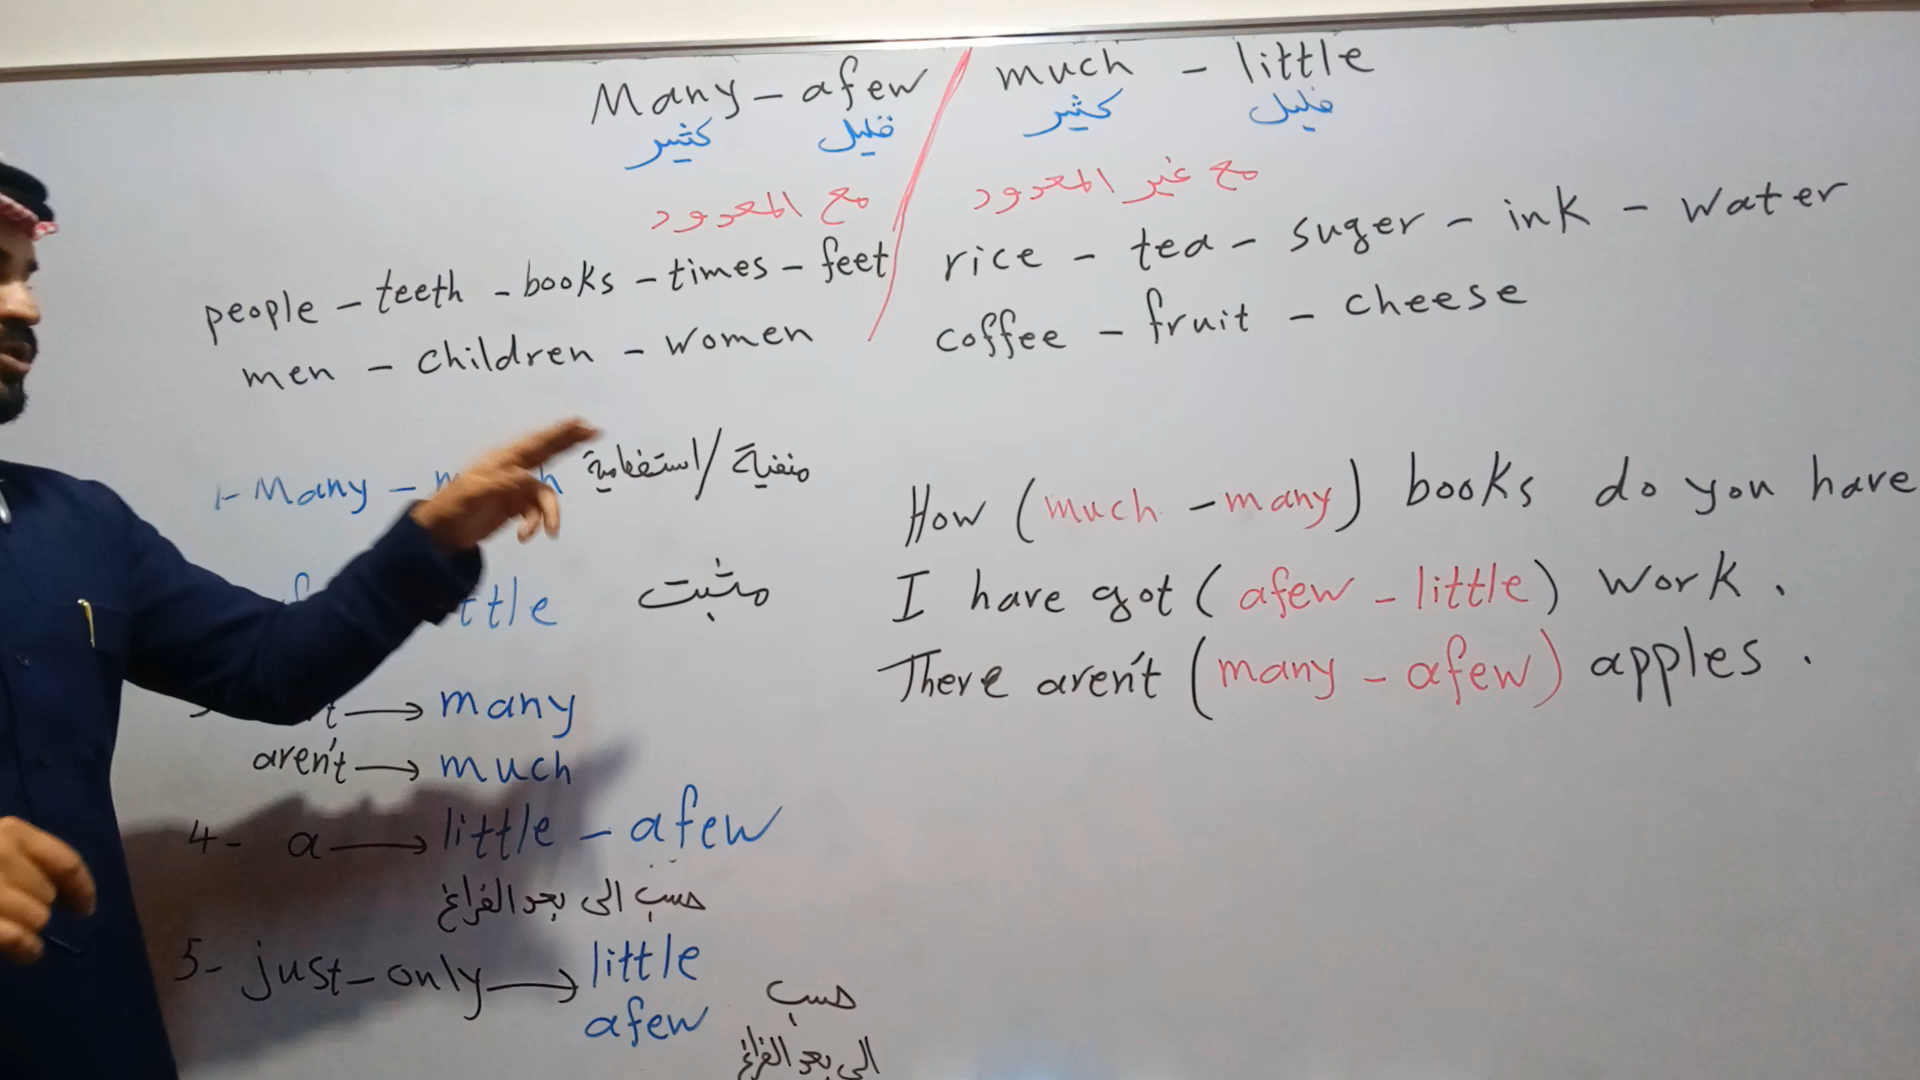 Many - afew / much - little
كثير قليل كثير قليل
مع المعدود مع غير المعدود
people - teeth - books - times - feet
men - children - women
rice - tea - suger - ink - water
coffee - fruit - cheese
1- Many - منفية / استفهامية
مثبت
→ many
aren't → much
4- a → little - afew
حسب الى بعد الفراغ
5- just - only → little
afew
حسب
الى بعد الفراغ
How (much - many) books do you have
I have got (afew - little) work.
There aren't (many - afew) apples.